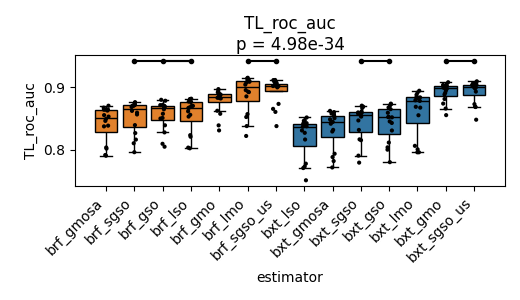 TL_roc_auc
p = 4.98e-34
TL_roc_auc
0.9
0.8
brf_gmosa
brf_sgso
brf_gso
brf_lso
brf_gmo
brf_lmo
brf_sgso_us
bxt_lso
bxt_gmosa
bxt_sgso
bxt_gso
bxt_lmo
bxt_gmo
bxt_sgso_us
estimator